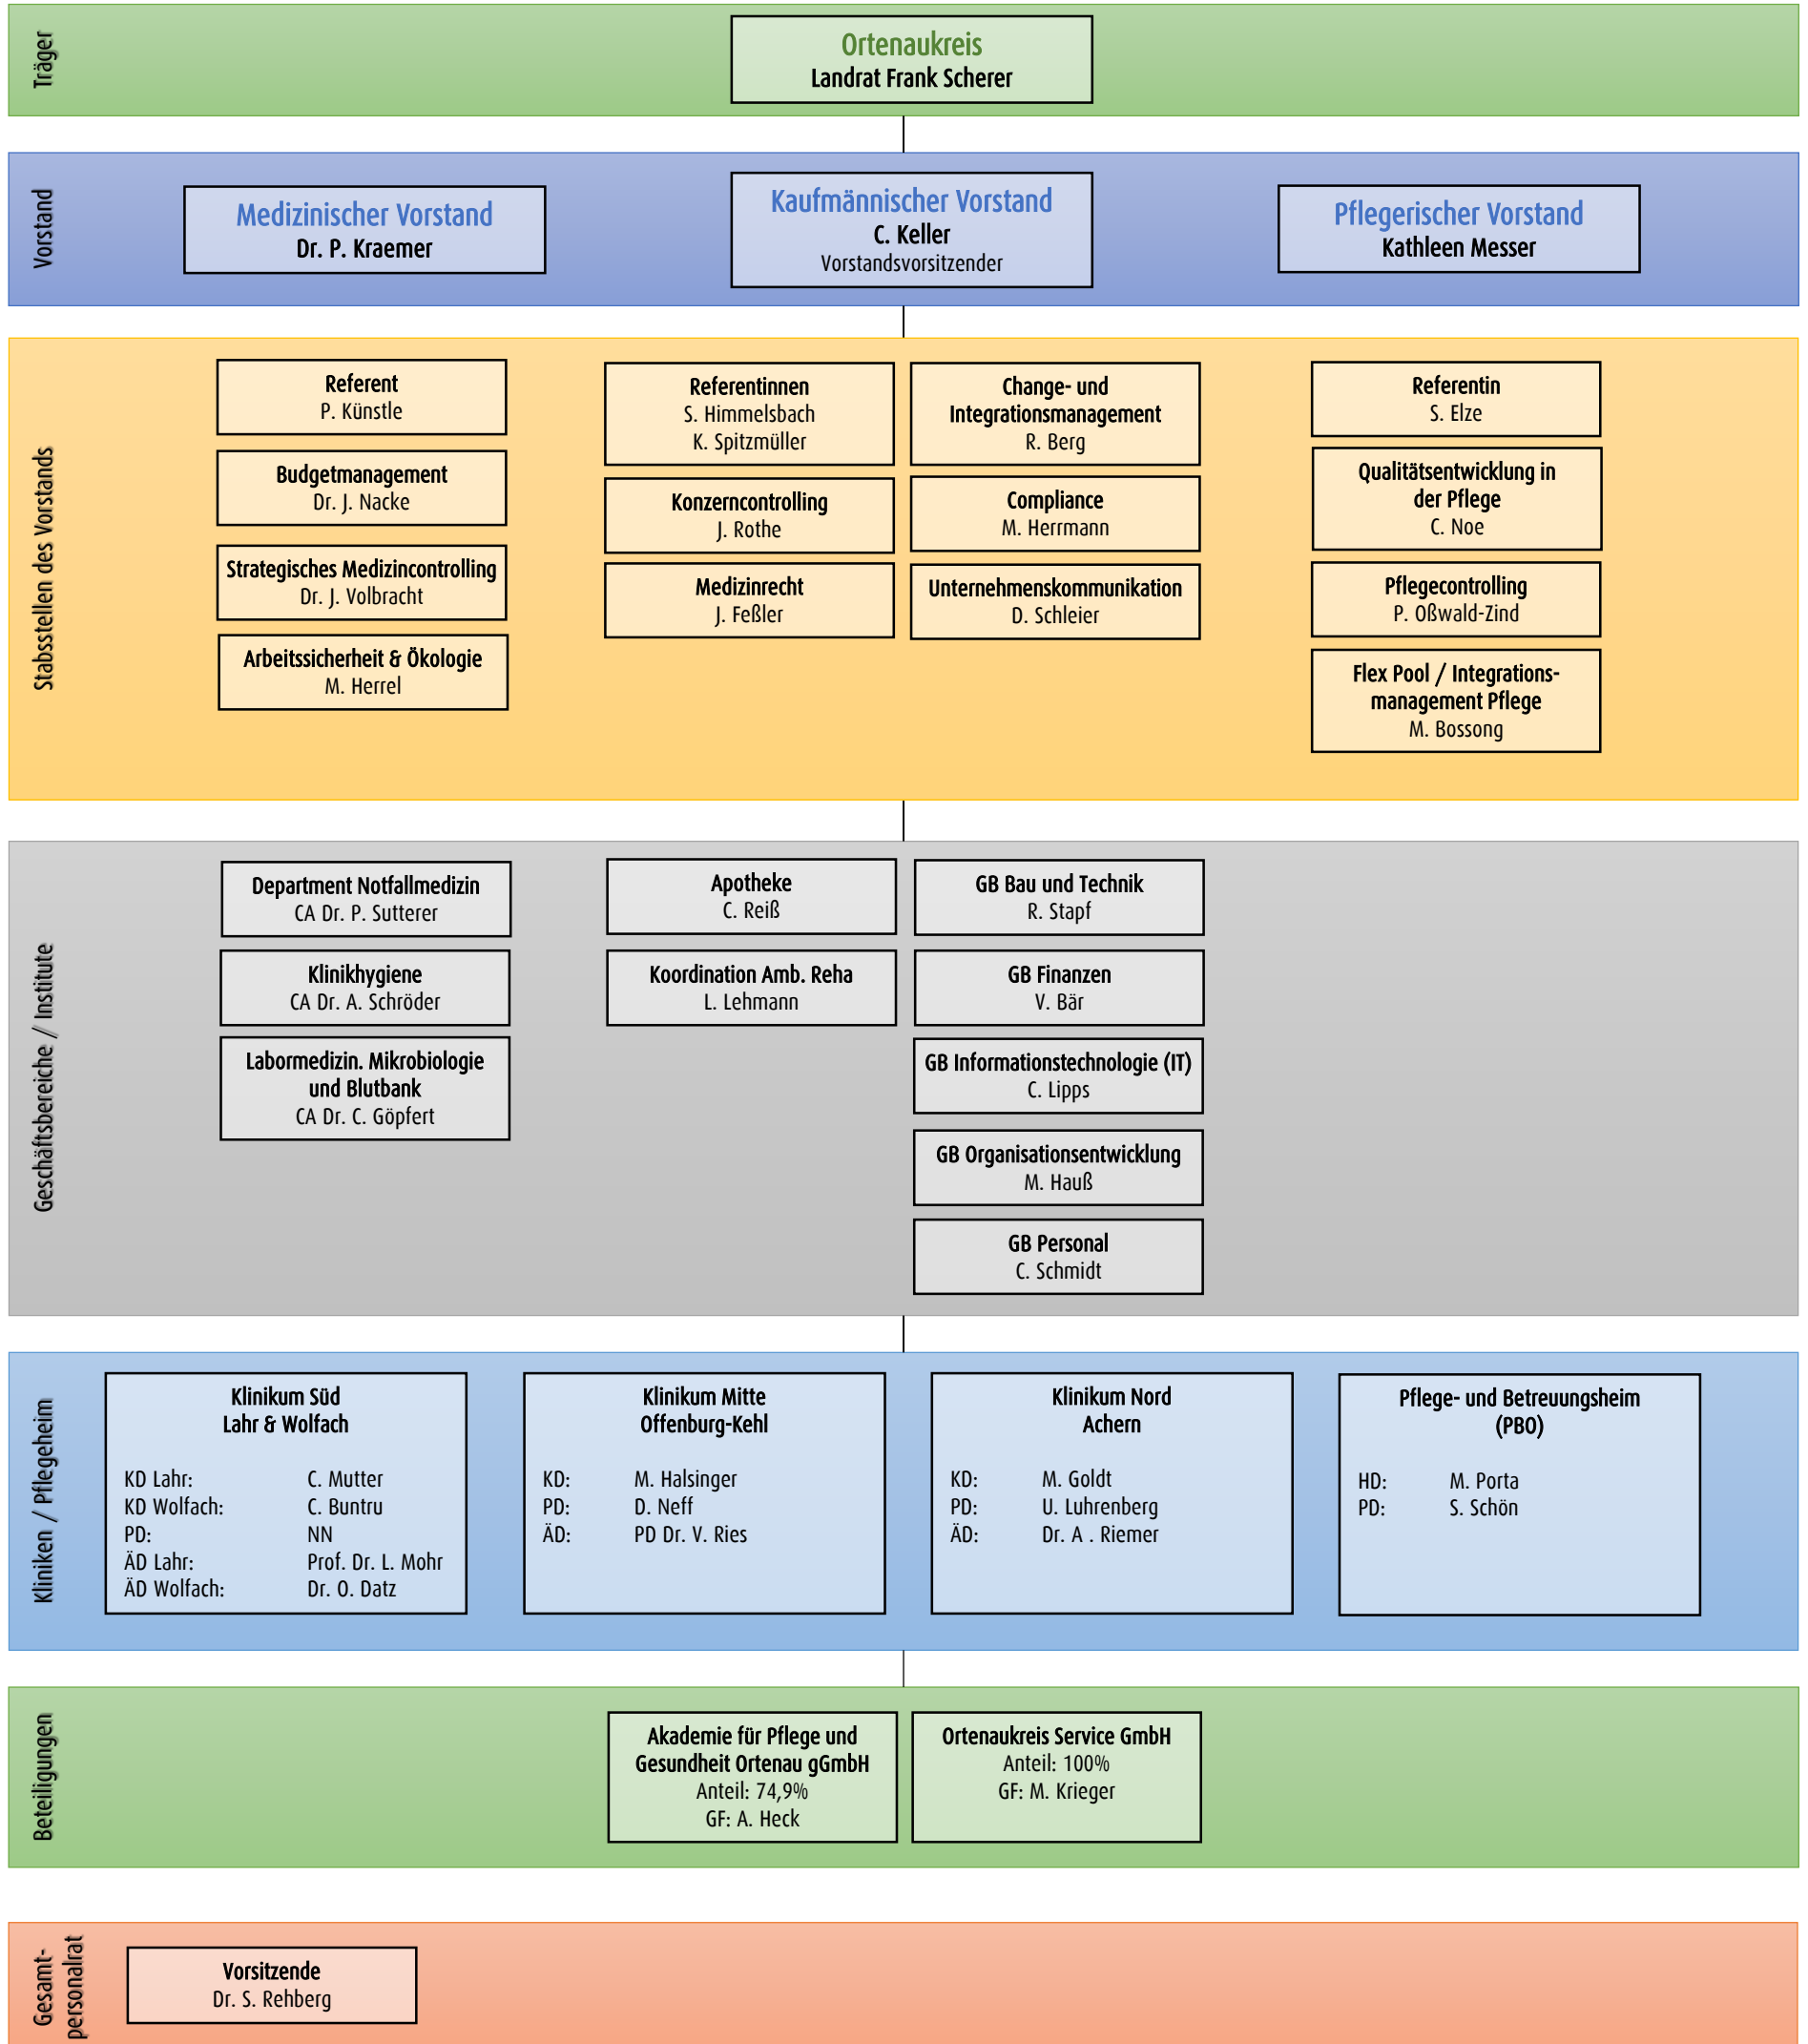 Träger
Ortenaukreis
Landrat Frank Scherer
Vorstand
Medizinischer Vorstand
Dr. P. Kraemer
Kaufmännischer Vorstand
C. Keller
Vorstandsvorsitzender
Pflegerischer Vorstand
Kathleen Messer
Stabsstellen des Vorstands
Referent
P. Künstle
Budgetmanagement
Dr. J. Nacke
Strategisches Medizincontrolling
Dr. J. Volbracht
Arbeitssicherheit & Ökologie
M. Herrel
Referentinnen
S. Himmelsbach
K. Spitzmüller
Konzerncontrolling
J. Rothe
Medizinrecht
J. Feßler
Change- und
Integrationsmanagement
R. Berg
Compliance
M. Herrmann
Unternehmenskommunikation
D. Schleier
Referentin
S. Elze
Qualitätsentwicklung in
der Pflege
C. Noe
Pflegecontrolling
P. Oßwald-Zind
Flex Pool / Integrations-
management Pflege
M. Bossong
Geschäftsbereiche / Institute
Department Notfallmedizin
CA Dr. P. Sutterer
Klinikhygiene
CA Dr. A. Schröder
Labormedizin. Mikrobiologie
und Blutbank
CA Dr. C. Göpfert
Apotheke
C. Reiß
Koordination Amb. Reha
L. Lehmann
GB Bau und Technik
R. Stapf
GB Finanzen
V. Bär
GB Informationstechnologie (IT)
C. Lipps
GB Organisationsentwicklung
M. Hauß
GB Personal
C. Schmidt
Kliniken / Pflegeheim
Klinikum Süd
Lahr & Wolfach
KD Lahr: C. Mutter
KD Wolfach: C. Buntru
PD: NN
ÄD Lahr: Prof. Dr. L. Mohr
ÄD Wolfach: Dr. O. Datz
Klinikum Mitte
Offenburg-Kehl
KD: M. Halsinger
PD: D. Neff
ÄD: PD Dr. V. Ries
Klinikum Nord
Achern
KD: M. Goldt
PD: U. Luhrenberg
ÄD: Dr. A . Riemer
Pflege- und Betreuungsheim
(PBO)
HD: M. Porta
PD: S. Schön
Beteiligungen
Akademie für Pflege und
Gesundheit Ortenau gGmbH
Anteil: 74,9%
GF: A. Heck
Ortenaukreis Service GmbH
Anteil: 100%
GF: M. Krieger
Gesamt-
personalrat
Vorsitzende
Dr. S. Rehberg